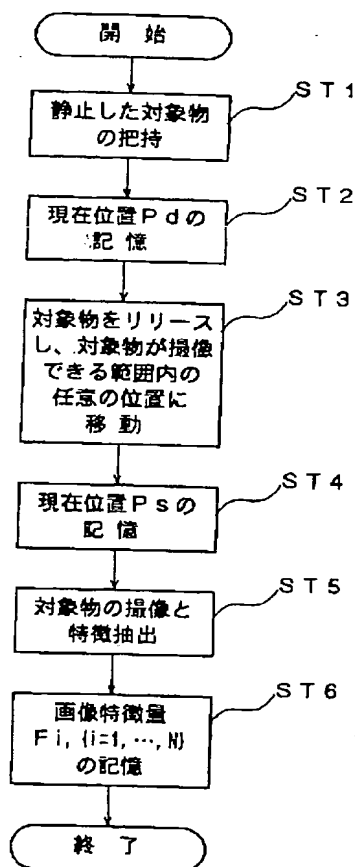 開 始
ST1
静止した対象物
の把持
ST2
現在位置Pdの
記 憶
ST3
対象物をリリース
し、対象物が撮像
できる範囲内の
任意の位置に
移 動
ST4
現在位置Psの
記 憶
ST5
対象物の撮像と
特徴抽出
ST6
画像特徴量
Fi, {i=1, …, N}
の記憶
終 了